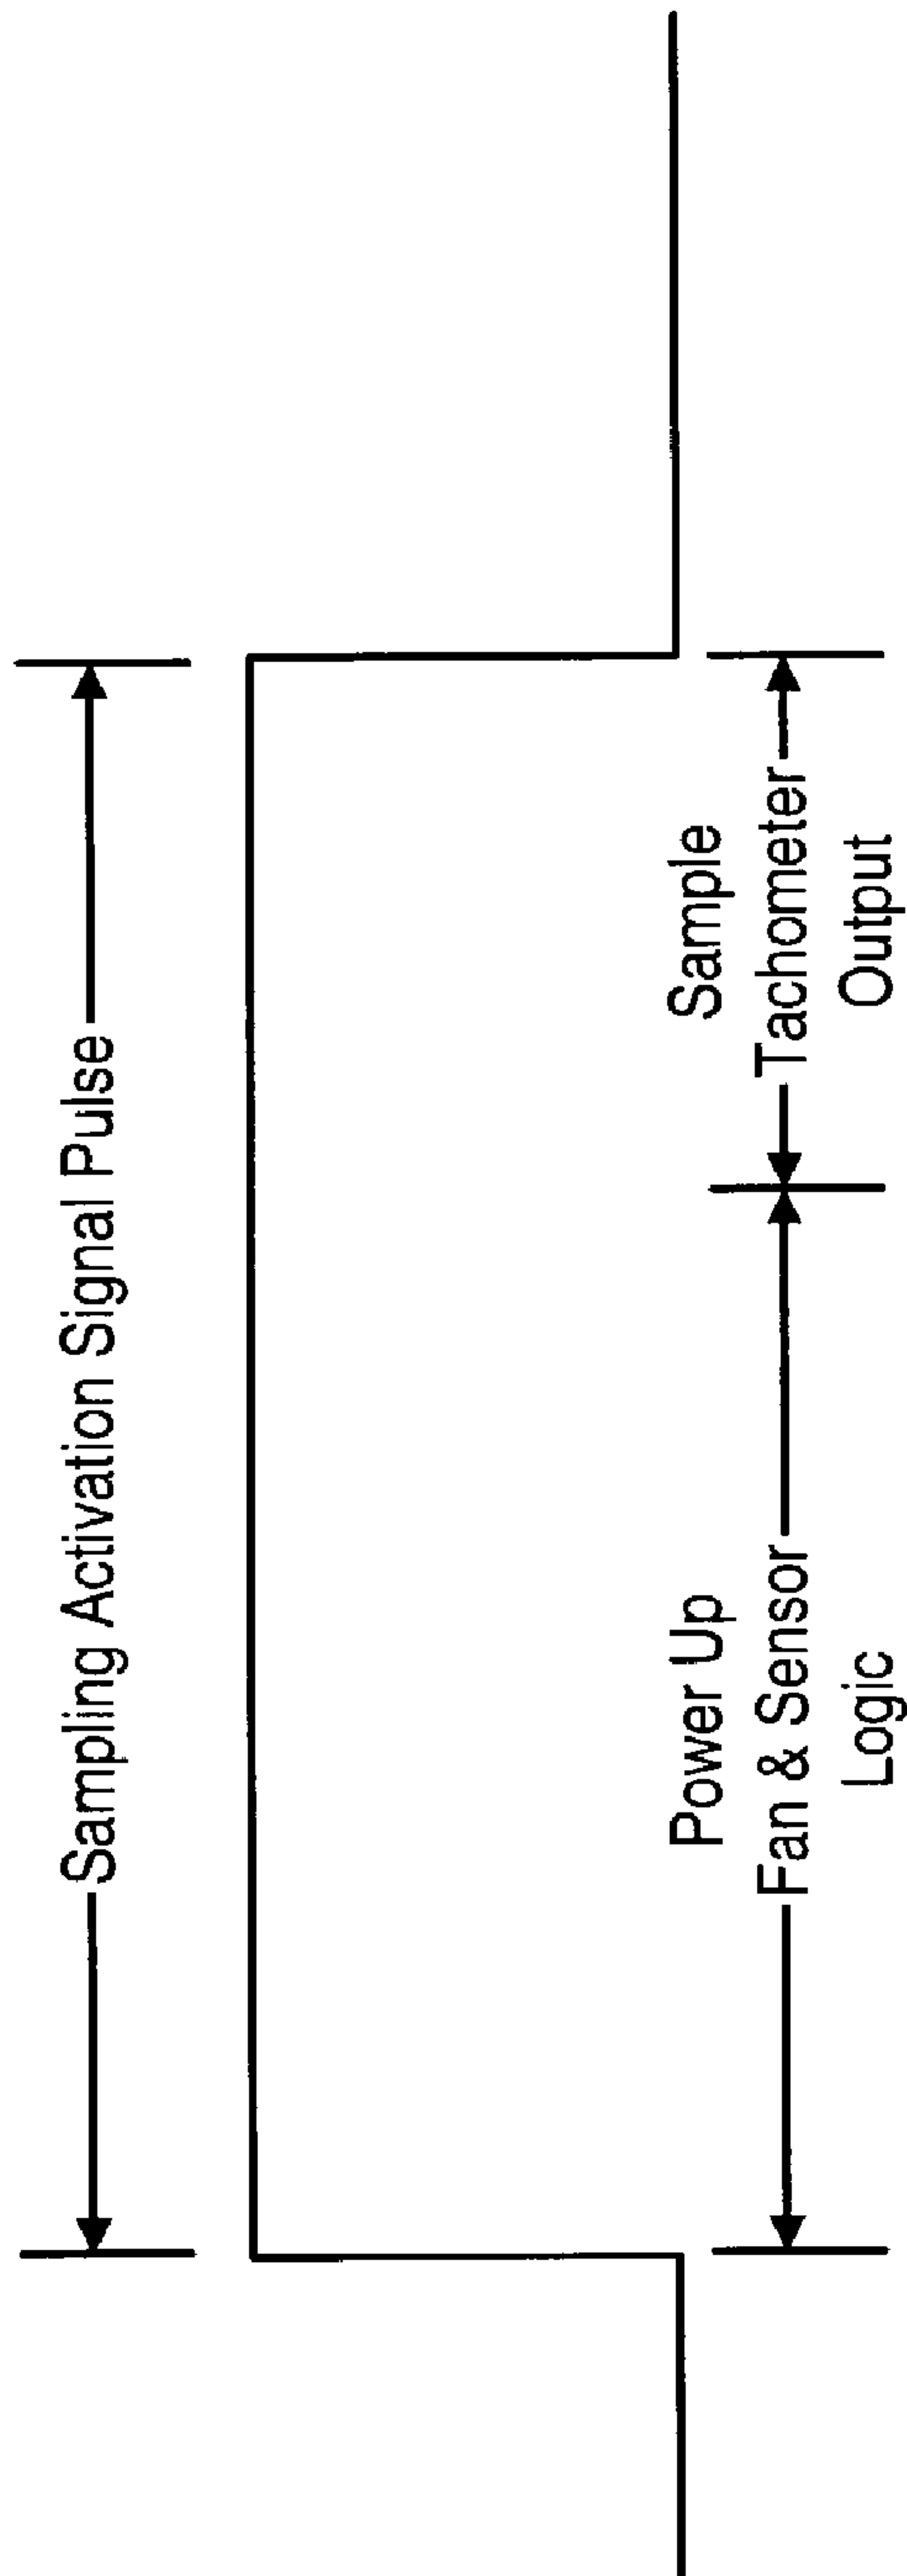 Sampling Activation Signal Pulse
Power Up
Fan & Sensor
Logic
Sample
Tachometer
Output